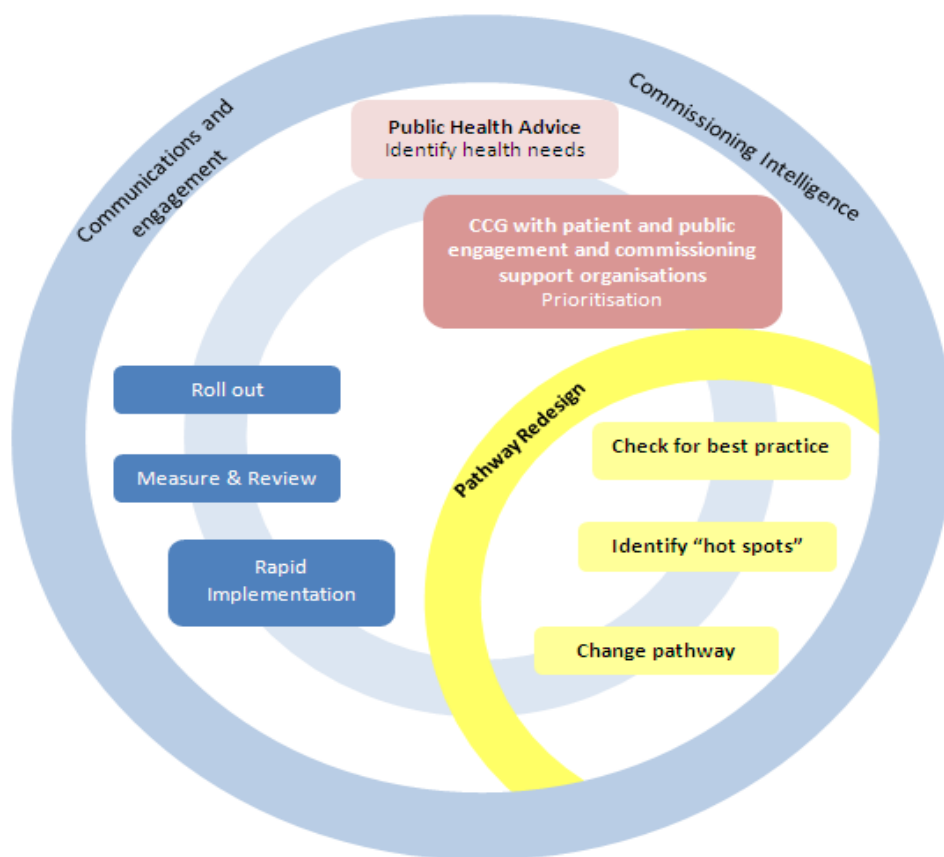 Communications and
engagement
Commissioning Intelligence
Public Health Advice
Identify health needs
CCG with patient and public
engagement and commissioning
support organisations
Prioritisation
Pathway Redesign
Check for best practice
Identify “hot spots”
Change pathway
Rapid
Implementation
Measure & Review
Roll out